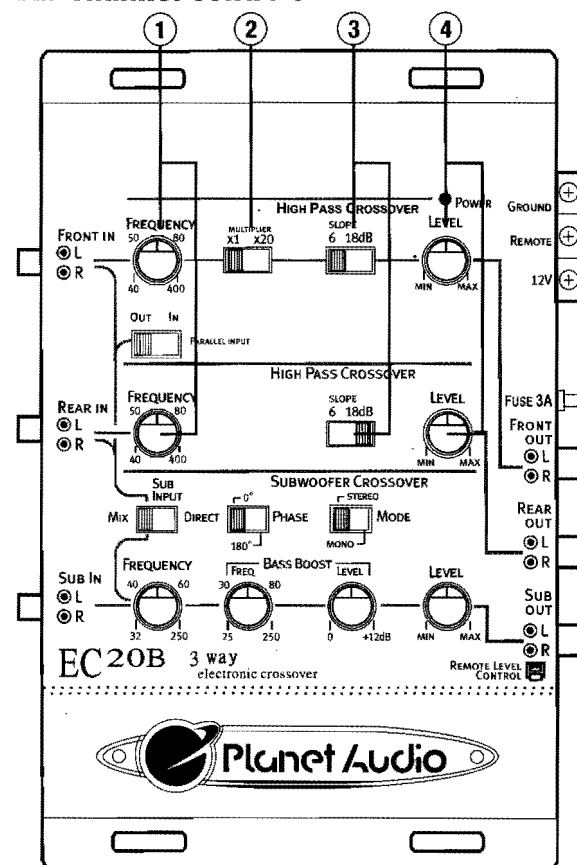 1 2 3 4
POWER
HIGH PASS CROSSOVER
GROUND
FRONT IN
FREQUENCY
MULTIPLIER
SLOPE
LEVEL
50 80
X1 X20
6 18dB
REMOTE
L
R
40 400
MIN MAX
12V
OUT IN
PARALLEL INPUT
HIGH PASS CROSSOVER
REAR IN
FREQUENCY
SLOPE
LEVEL
FUSE 3A
50 80
6 18dB
FRONT OUT
L
R
L
R
40 400
MIN MAX
SUBWOOFER CROSSOVER
SUB INPUT
MIX DIRECT
0°
PHASE
180°
STEREO
MODE
MONO
REAR OUT
L
R
SUB IN
FREQUENCY
BASS BOOST
FREQ LEVEL
LEVEL
40 60
30 80
SUB OUT
L
R
L
R
32 250
25 250
0 +12dB
MIN MAX
EC20B 3 way
electronic crossover
REMOTE LEVEL
CONTROL
Planet Audio